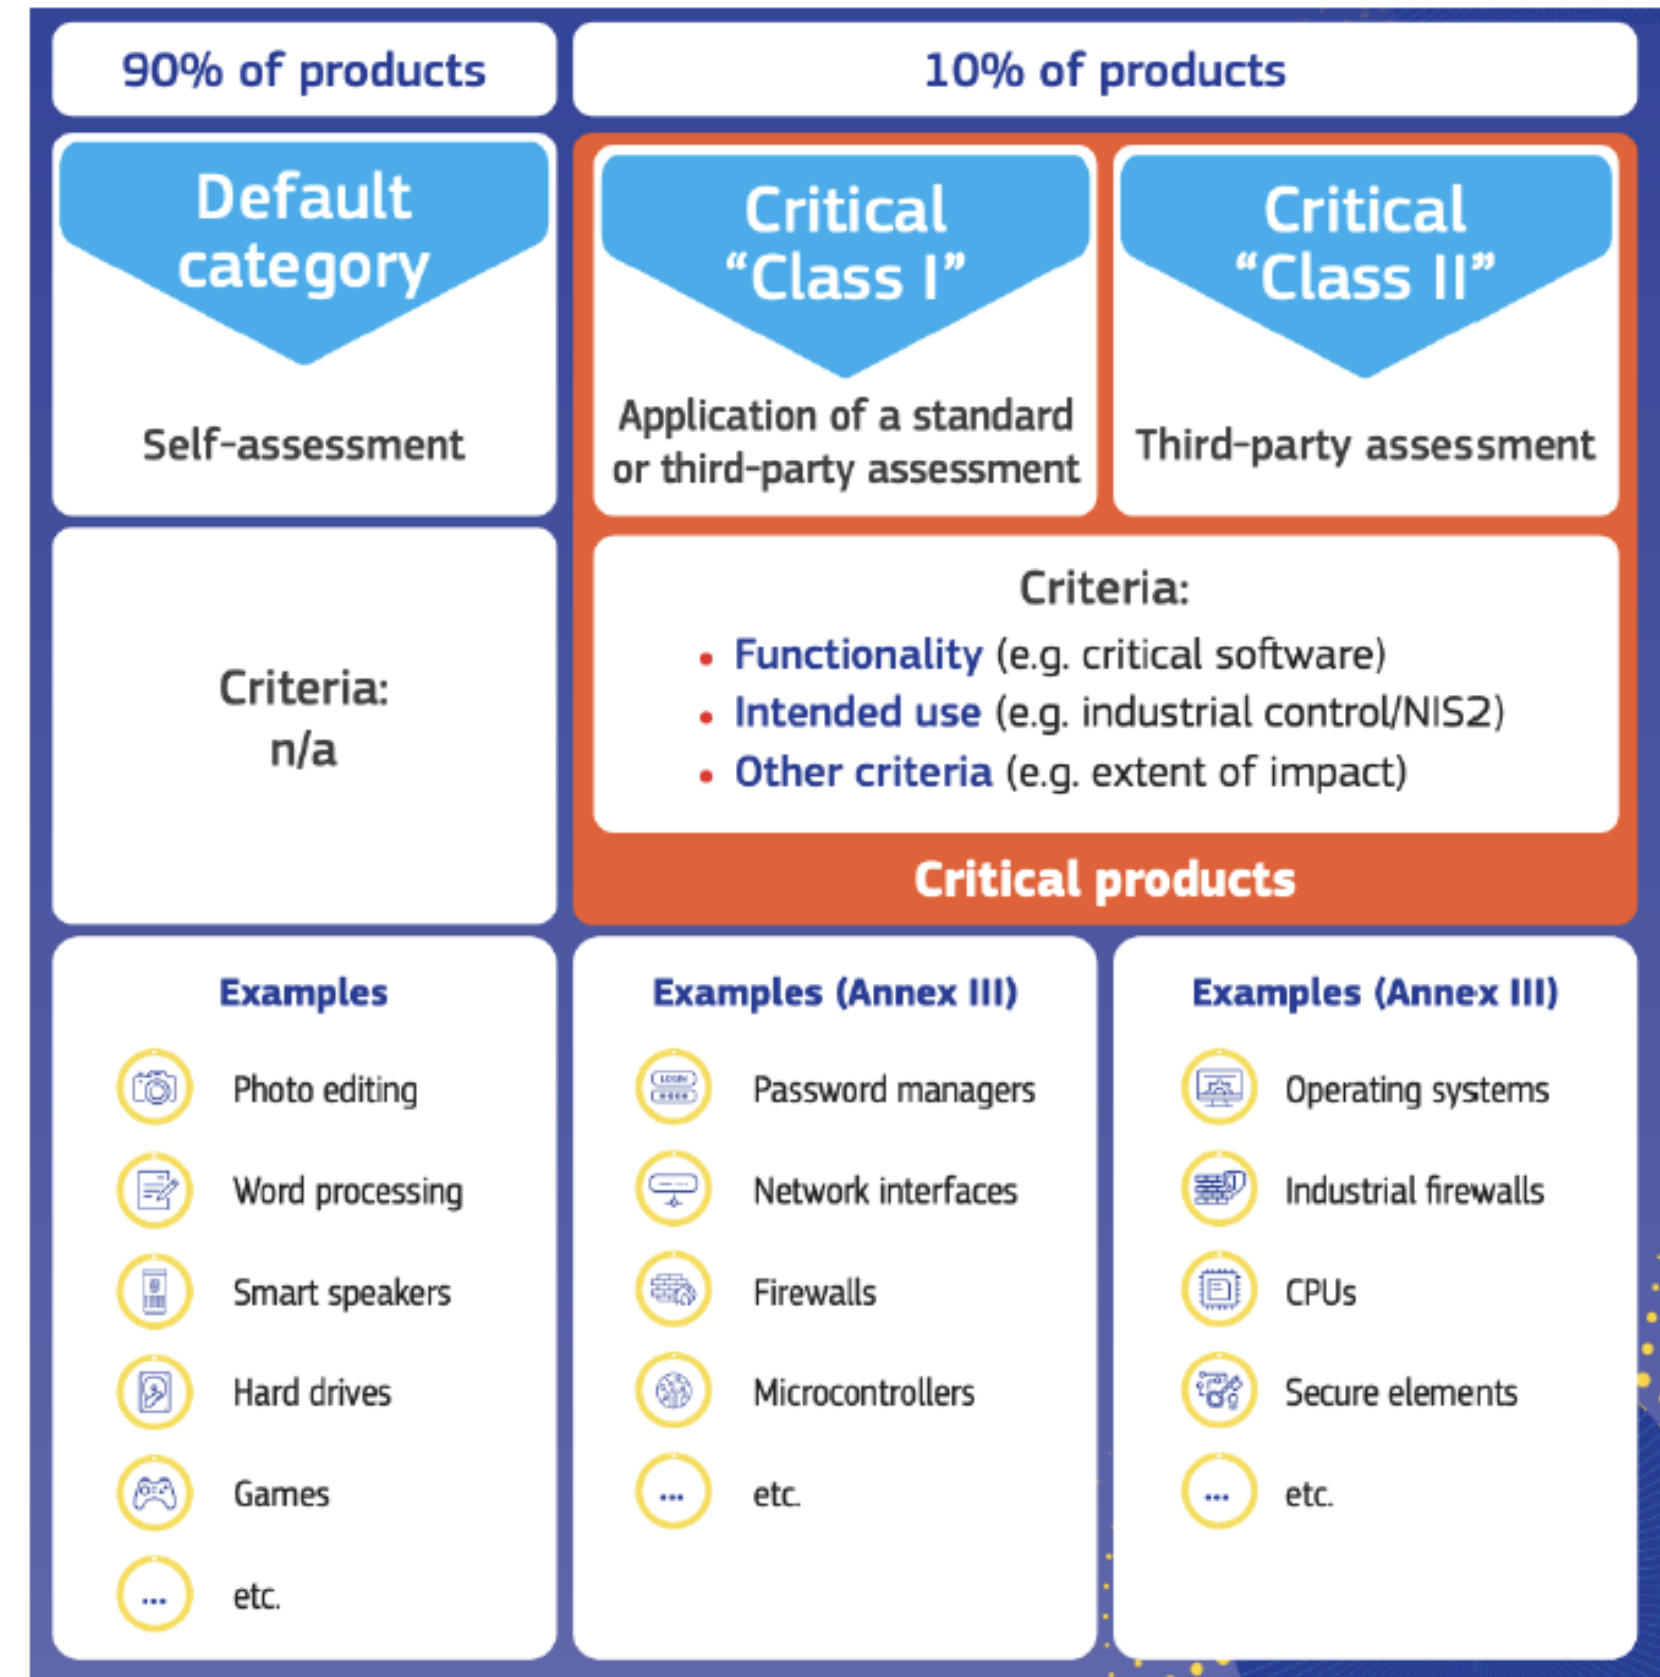 90% of products
10% of products
Default
category
Self-assessment
Critical
“Class I”
Application of a standard
or third-party assessment
Critical
“Class II”
Third-party assessment
Criteria:
n/a
Criteria:
• Functionality (e.g. critical software)
• Intended use (e.g. industrial control/NIS2)
• Other criteria (e.g. extent of impact)
Critical products
Examples
Photo editing
Word processing
Smart speakers
Hard drives
Games
... etc.
Examples (Annex III)
LOGIN
Password managers
Network interfaces
Firewalls
Microcontrollers
... etc.
Examples (Annex III)
Operating systems
Industrial firewalls
CPUs
Secure elements
... etc.